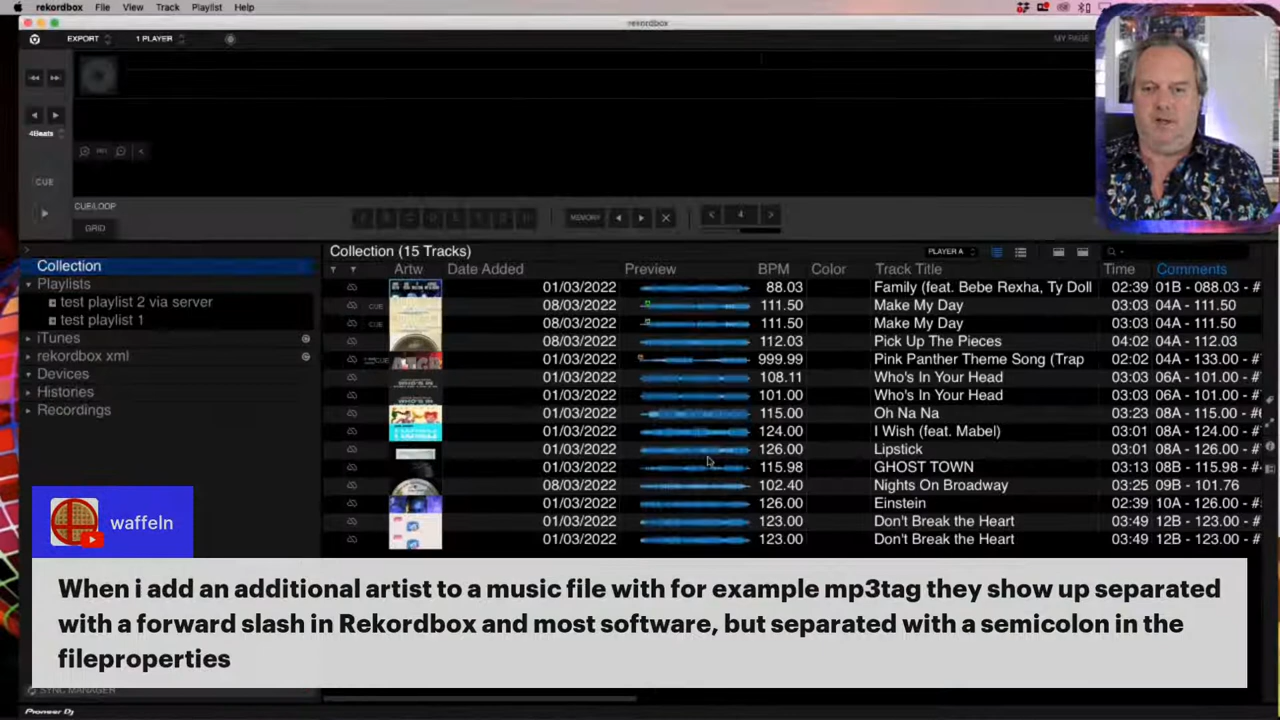 rekordbox File View Track Playlist Help
rekordbox
EXPORT 1 PLAYER MY PAGE
4Beats
CUE
CUE/LOOP
GRID
MEMORY 4
Collection (15 Tracks) PLAYER A
Artw Date Added Preview BPM Color Track Title Time Comments
Collection
Playlists
test playlist 2 via server
test playlist 1
iTunes
rekordbox xml
Devices
Histories
Recordings
01/03/2022 88.03 Family (feat. Bebe Rexha, Ty Doll 02:39 01B - 088.03 - #
CUE 08/03/2022 111.50 Make My Day 03:03 04A - 111.50
CUE 08/03/2022 111.50 Make My Day 03:03 04A - 111.50
08/03/2022 112.03 Pick Up The Pieces 04:02 04A - 112.03
CUE 01/03/2022 999.99 Pink Panther Theme Song (Trap 02:02 04A - 133.00 - #
01/03/2022 108.11 Who's In Your Head 03:03 06A - 101.00 - #
01/03/2022 101.00 Who's In Your Head 03:03 06A - 101.00 - #
01/03/2022 115.00 Oh Na Na 03:23 08A - 115.00 - #
01/03/2022 124.00 I Wish (feat. Mabel) 03:01 08A - 124.00 - #
01/03/2022 126.00 Lipstick 03:01 08A - 126.00 - #
01/03/2022 115.98 GHOST TOWN 03:13 08B - 115.98 - #
08/03/2022 102.40 Nights On Broadway 03:25 09B - 101.76
01/03/2022 126.00 Einstein 02:39 10A - 126.00 - #
01/03/2022 123.00 Don't Break the Heart 03:49 12B - 123.00 - #
01/03/2022 123.00 Don't Break the Heart 03:49 12B - 123.00 - #
waffeln
When i add an additional artist to a music file with for example mp3tag they show up separated
with a forward slash in Rekordbox and most software, but separated with a semicolon in the
fileproperties
SYNC MANAGER
Pioneer Dj